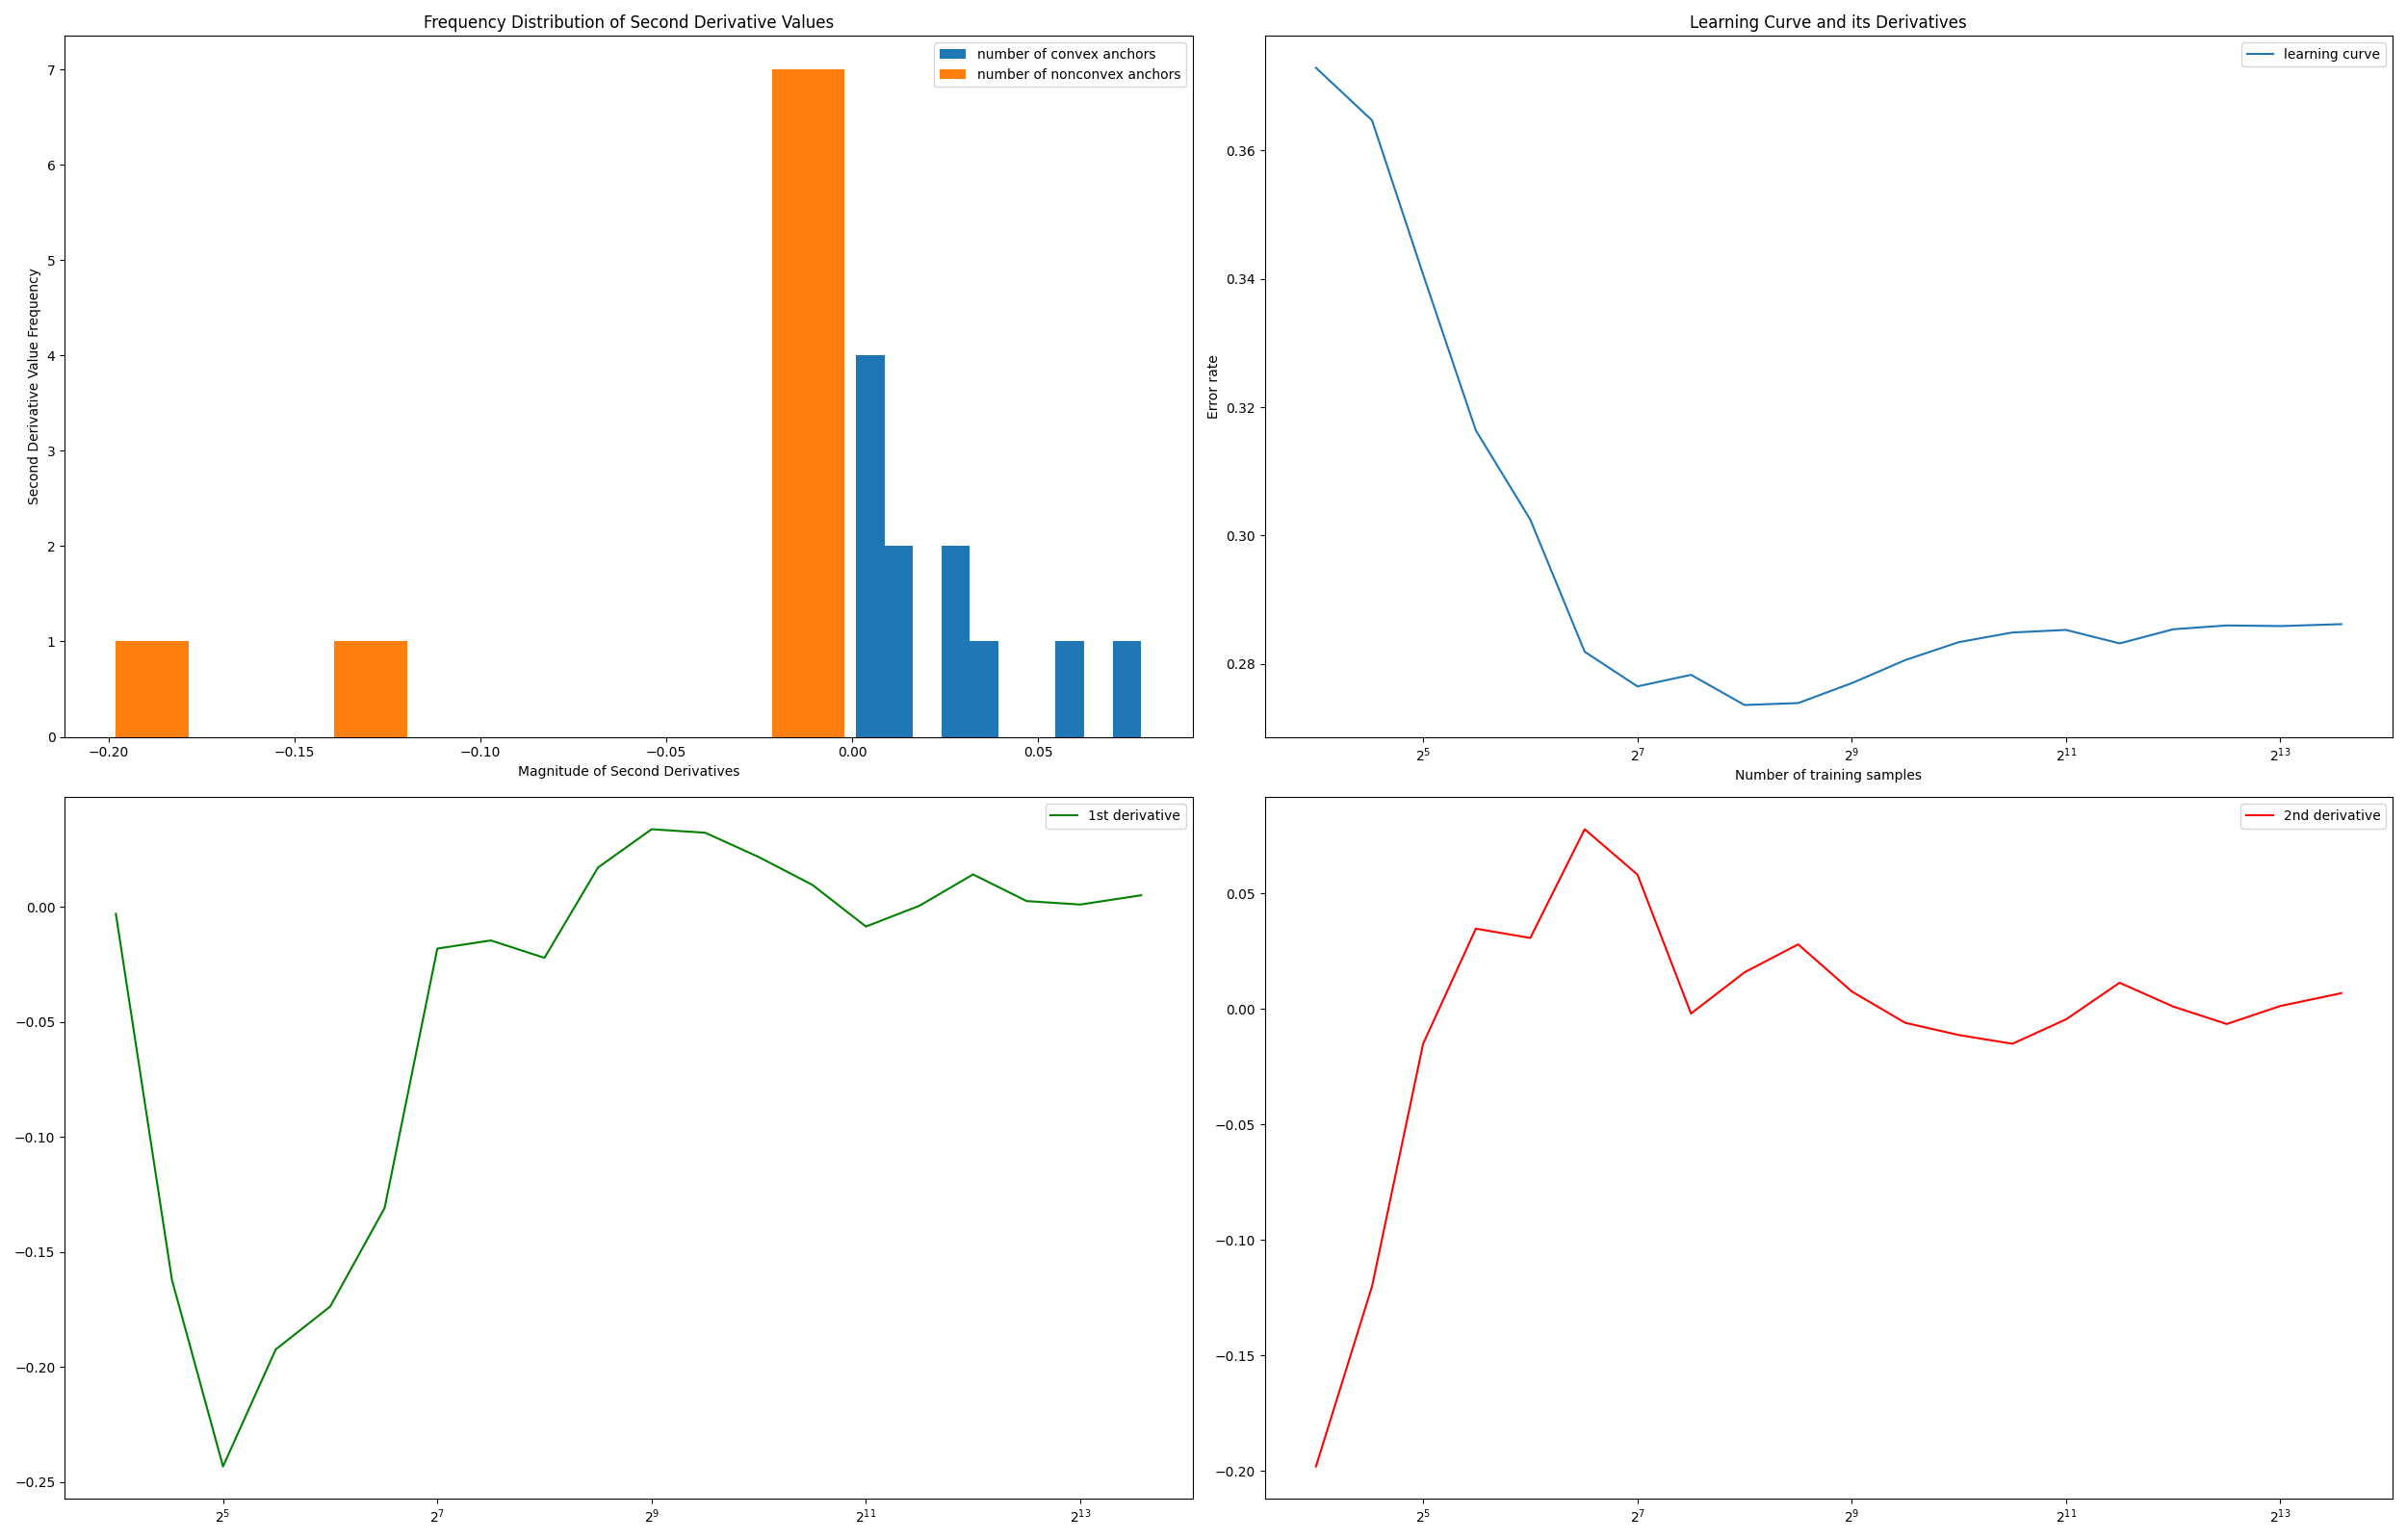 Frequency Distribution of Second Derivative Values
number of convex anchors
number of nonconvex anchors
7
6
5
4
3
2
1
0
Second Derivative Value Frequency
−0.20 −0.15 −0.10 −0.05 0.00 0.05
Magnitude of Second Derivatives
Learning Curve and its Derivatives
learning curve
0.36
0.34
0.32
0.30
0.28
Error rate
2^5 2^7 2^9 2^11 2^13
Number of training samples
1st derivative
0.00
−0.05
−0.10
−0.15
−0.20
−0.25
2^5 2^7 2^9 2^11 2^13
2nd derivative
0.05
0.00
−0.05
−0.10
−0.15
−0.20
2^5 2^7 2^9 2^11 2^13